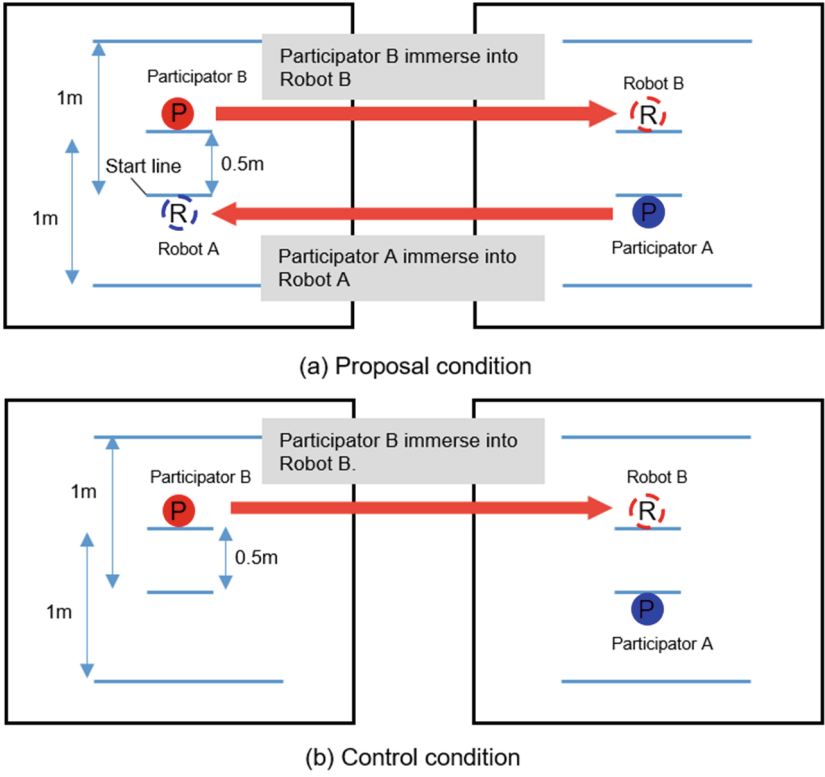 Participator B immerse into
Robot B
Participator B
Robot B
1m
P
R
Start line
0.5m
1m
R
P
Robot A
Participator A
Participator A immerse into
Robot A
(a) Proposal condition
Participator B immerse into
Robot B.
Participator B
Robot B
1m
P
R
0.5m
1m
P
Participator A
(b) Control condition